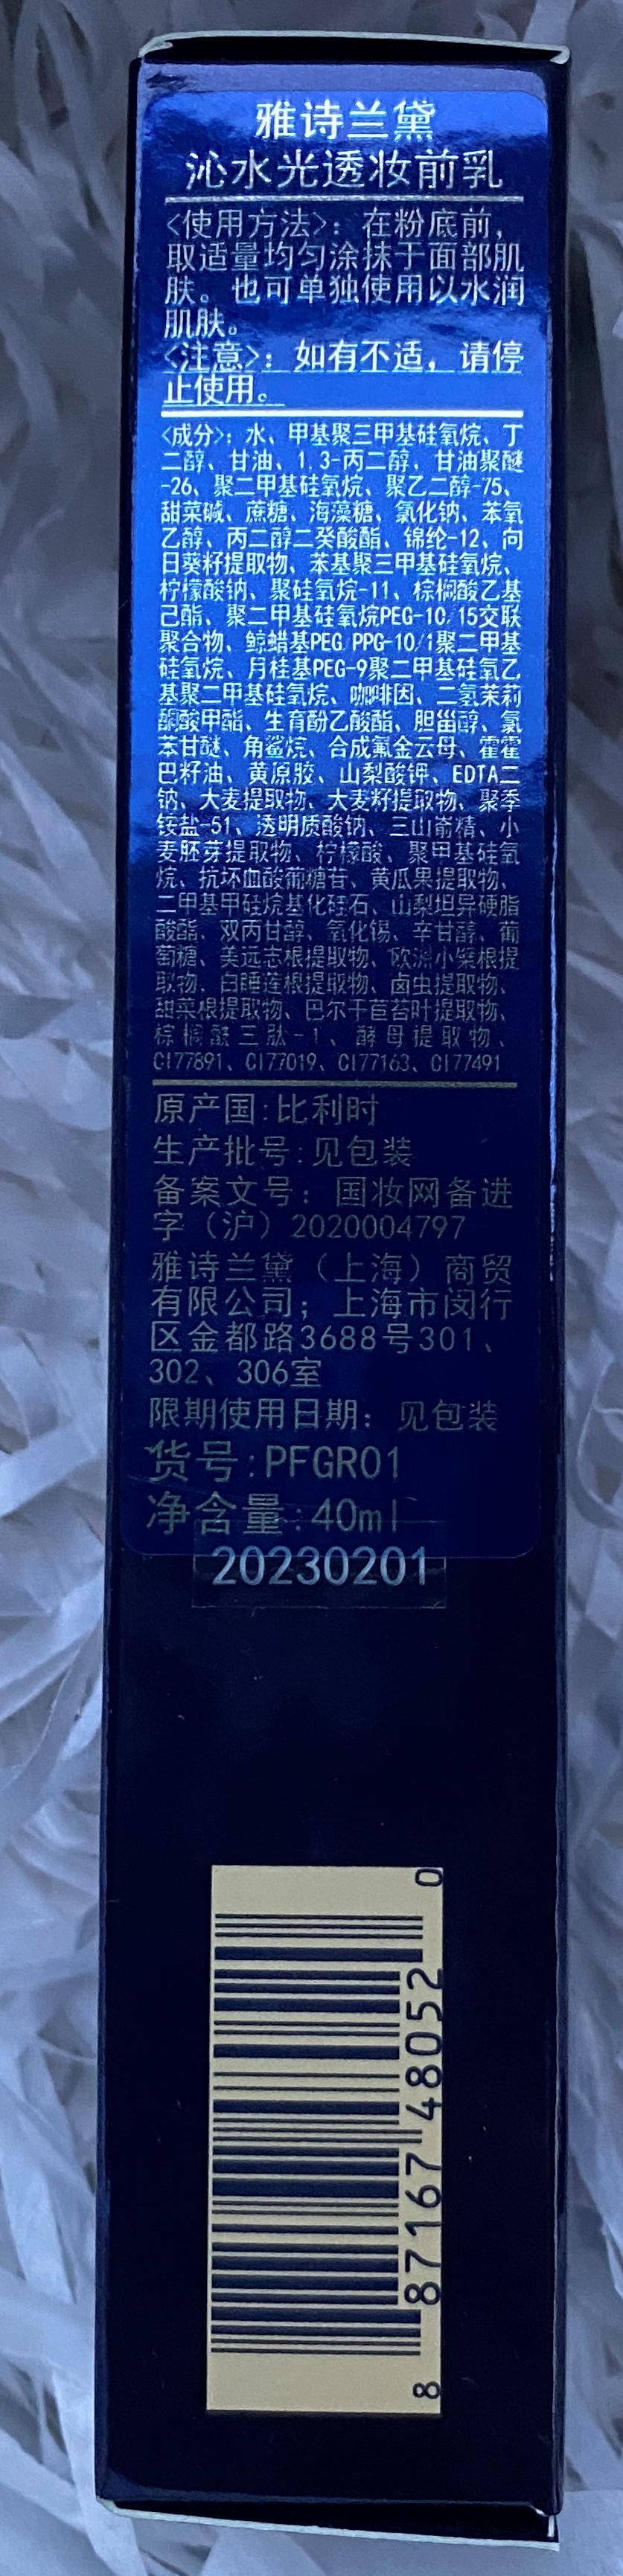 雅诗兰黛
沁水光透妆前乳
<使用方法>：在粉底前，
取适量均匀涂抹于面部肌
肤。也可单独使用以水润
肌肤。
<注意>：如有不适，请停
止使用。
<成分>：水、甲基聚三甲基硅氧烷、丁
二醇、甘油、1,3-丙二醇、甘油聚醚
-26、聚二甲基硅氧烷、聚乙二醇-75、
甜菜碱、蔗糖、海藻糖、氯化钠、苯氧
乙醇、丙二醇二癸酸酯、锦纶-12、向
日葵籽提取物、苯基聚三甲基硅氧烷、
柠檬酸钠、聚硅氧烷-11、棕榈酸乙基
己酯、聚二甲基硅氧烷PEG-10/15交联
聚合物、鲸蜡基PEG/PPG-10/1聚二甲基
硅氧烷、月桂基PEG-9聚二甲基硅氧乙
基聚二甲基硅氧烷、咖啡因、二氢茉莉
酮酸甲酯、生育酚乙酸酯、胆甾醇、氯
苯甘醚、角鲨烷、合成氟金云母、霍霍
巴籽油、黄原胶、山梨酸钾、EDTA二
钠、大麦提取物、大麦籽提取物、聚季
铵盐-51、透明质酸钠、三山嵛精、小
麦胚芽提取物、柠檬酸、聚甲基硅氧
烷、抗坏血酸葡糖苷、黄瓜果提取物、
二甲基甲硅烷基化硅石、山梨坦异硬脂
酸酯、双丙甘醇、氧化锡、辛甘醇、葡
萄糖、美远志根提取物、欧洲小檗根提
取物、白睡莲根提取物、卤虫提取物、
甜菜根提取物、巴尔干苣苔叶提取物、
棕榈酰三肽-1、酵母提取物、
CI77891、CI77019、CI77163、CI77491
原产国：比利时
生产批号：见包装
备案文号：国妆网备进
字（沪）2020004797
雅诗兰黛（上海）商贸
有限公司；上海市闵行
区金都路3688号301、
302、306室
限期使用日期：见包装
货号：PFGR01
净含量：40ml
20230201
8 87167 48052 0